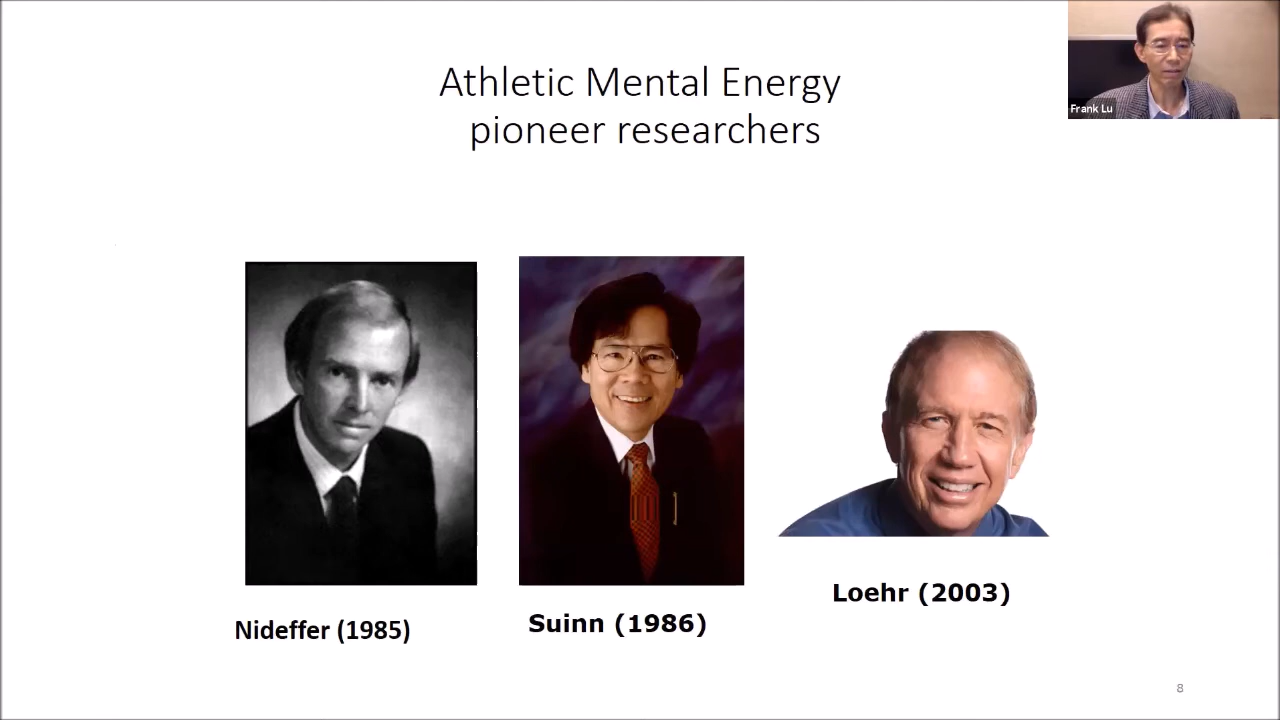 Athletic Mental Energy
pioneer researchers
Frank Lu
Nideffer (1985)
Suinn (1986)
Loehr (2003)
8